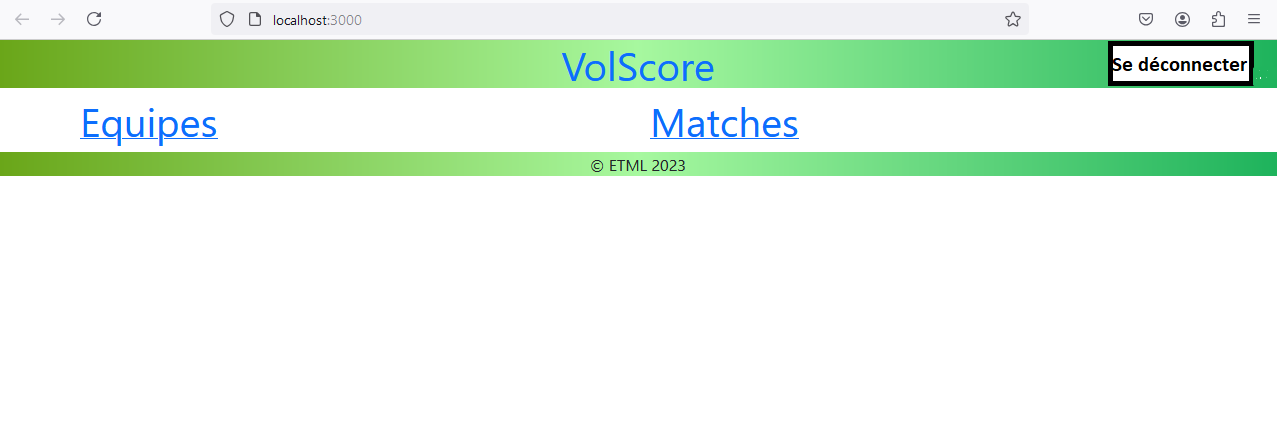 localhost:3000
VolScore
Se déconnecter
Equipes
Matches
© ETML 2023